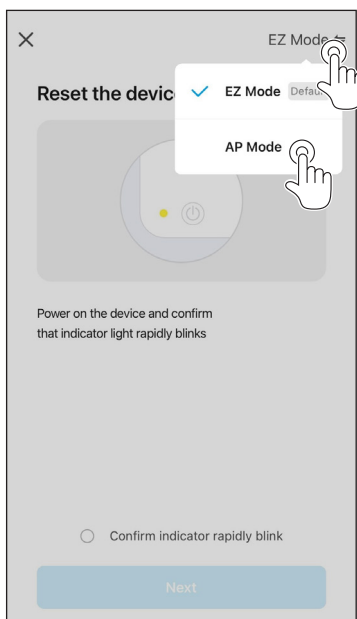 EZ Mode
Reset the devic
EZ Mode
AP Mode
Power on the device and confirm
that indicator light rapidly blinks
Confirm indicator rapidly blink
Next